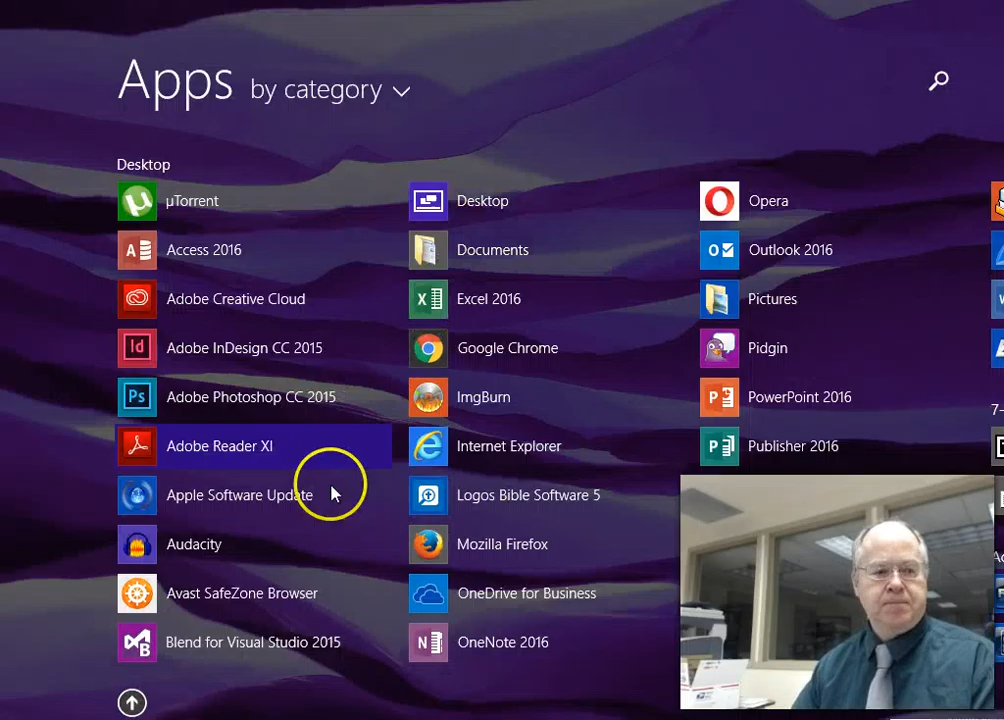 Apps by category
Desktop
µTorrent
Access 2016
Adobe Creative Cloud
Adobe InDesign CC 2015
Adobe Photoshop CC 2015
Adobe Reader XI
Apple Software Update
Audacity
Avast SafeZone Browser
Blend for Visual Studio 2015
Desktop
Documents
Excel 2016
Google Chrome
ImgBurn
Internet Explorer
Logos Bible Software 5
Mozilla Firefox
OneDrive for Business
OneNote 2016
Opera
Outlook 2016
Pictures
Pidgin
PowerPoint 2016
Publisher 2016
7-